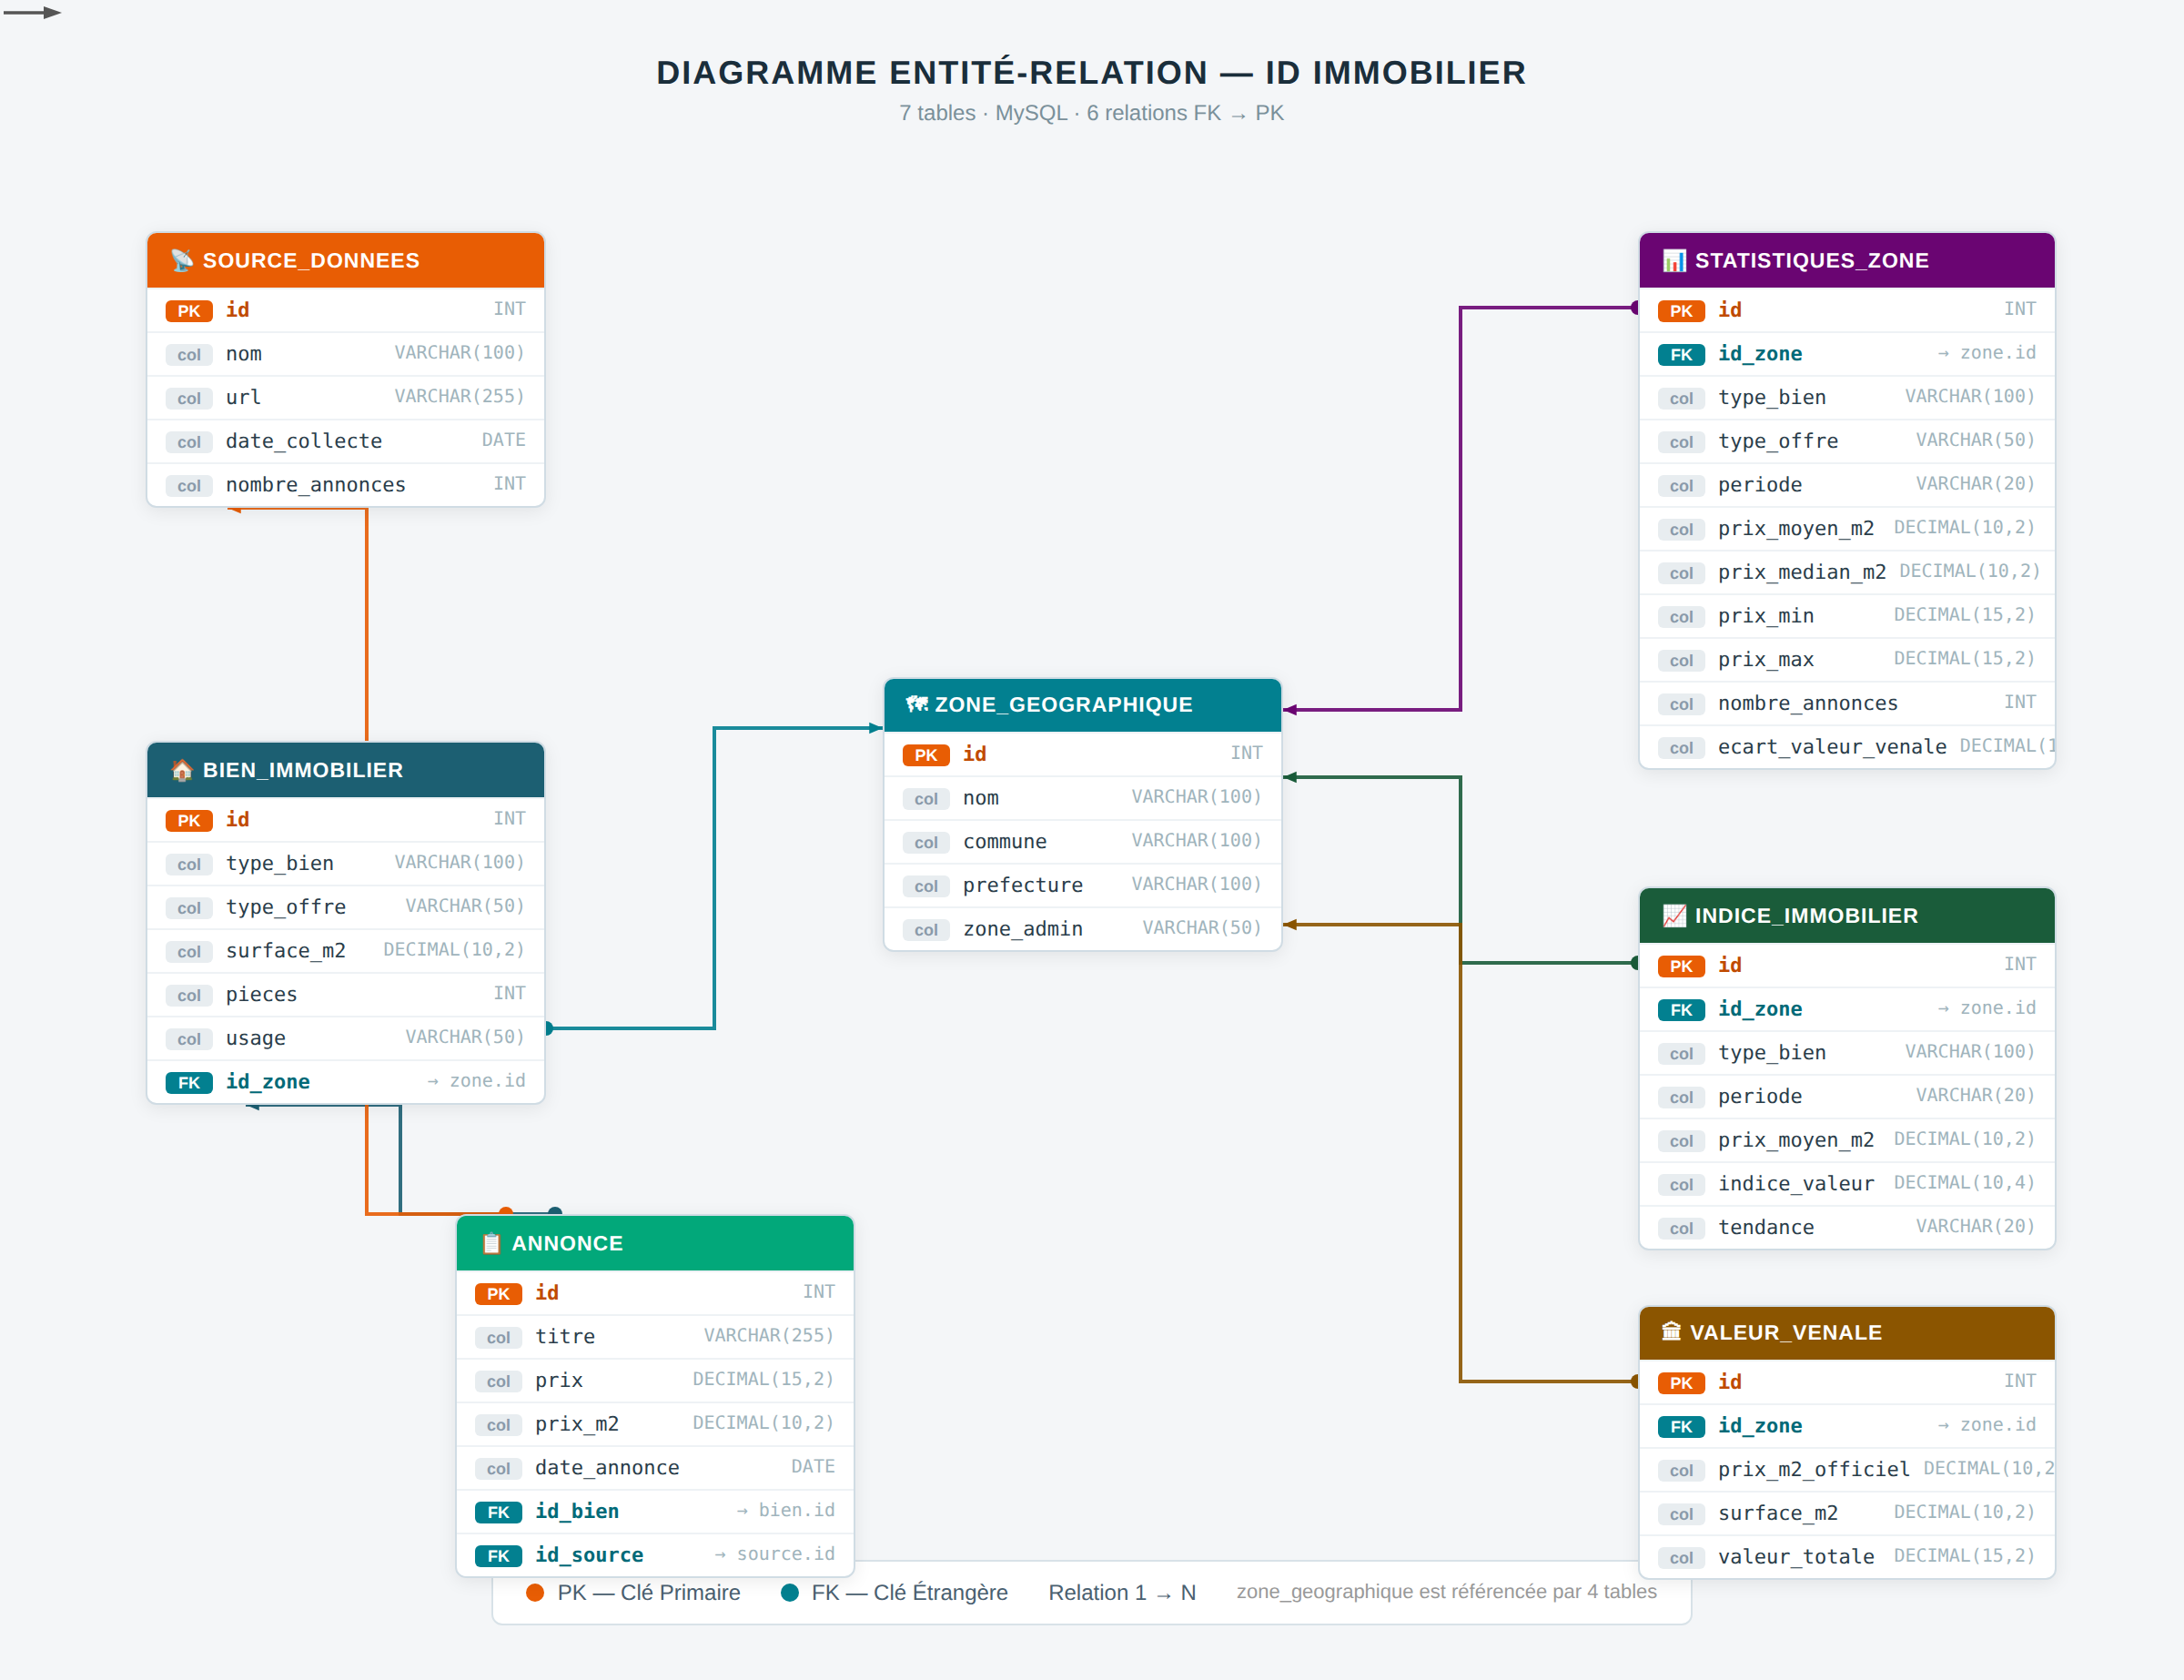 DIAGRAMME ENTITÉ-RELATION — ID IMMOBILIER
7 tables · MySQL · 6 relations FK → PK
SOURCE_DONNEES
PK id INT
col nom VARCHAR(100)
col url VARCHAR(255)
col date_collecte DATE
col nombre_annonces INT
BIEN_IMMOBILIER
PK id INT
col type_bien VARCHAR(100)
col type_offre VARCHAR(50)
col surface_m2 DECIMAL(10,2)
col pieces INT
col usage VARCHAR(50)
FK id_zone → zone.id
ANNONCE
PK id INT
col titre VARCHAR(255)
col prix DECIMAL(15,2)
col prix_m2 DECIMAL(10,2)
col date_annonce DATE
FK id_bien → bien.id
FK id_source → source.id
ZONE_GEOGRAPHIQUE
PK id INT
col nom VARCHAR(100)
col commune VARCHAR(100)
col prefecture VARCHAR(100)
col zone_admin VARCHAR(50)
STATISTIQUES_ZONE
PK id INT
FK id_zone → zone.id
col type_bien VARCHAR(100)
col type_offre VARCHAR(50)
col periode VARCHAR(20)
col prix_moyen_m2 DECIMAL(10,2)
col prix_median_m2 DECIMAL(10,2)
col prix_min DECIMAL(15,2)
col prix_max DECIMAL(15,2)
col nombre_annonces INT
col ecart_valeur_venale DECIMAL(1
INDICE_IMMOBILIER
PK id INT
FK id_zone → zone.id
col type_bien VARCHAR(100)
col periode VARCHAR(20)
col prix_moyen_m2 DECIMAL(10,2)
col indice_valeur DECIMAL(10,4)
col tendance VARCHAR(20)
VALEUR_VENALE
PK id INT
FK id_zone → zone.id
col prix_m2_officiel DECIMAL(10,2
col surface_m2 DECIMAL(10,2)
col valeur_totale DECIMAL(15,2)
PK — Clé Primaire FK — Clé Étrangère Relation 1 → N zone_geographique est référencée par 4 tables